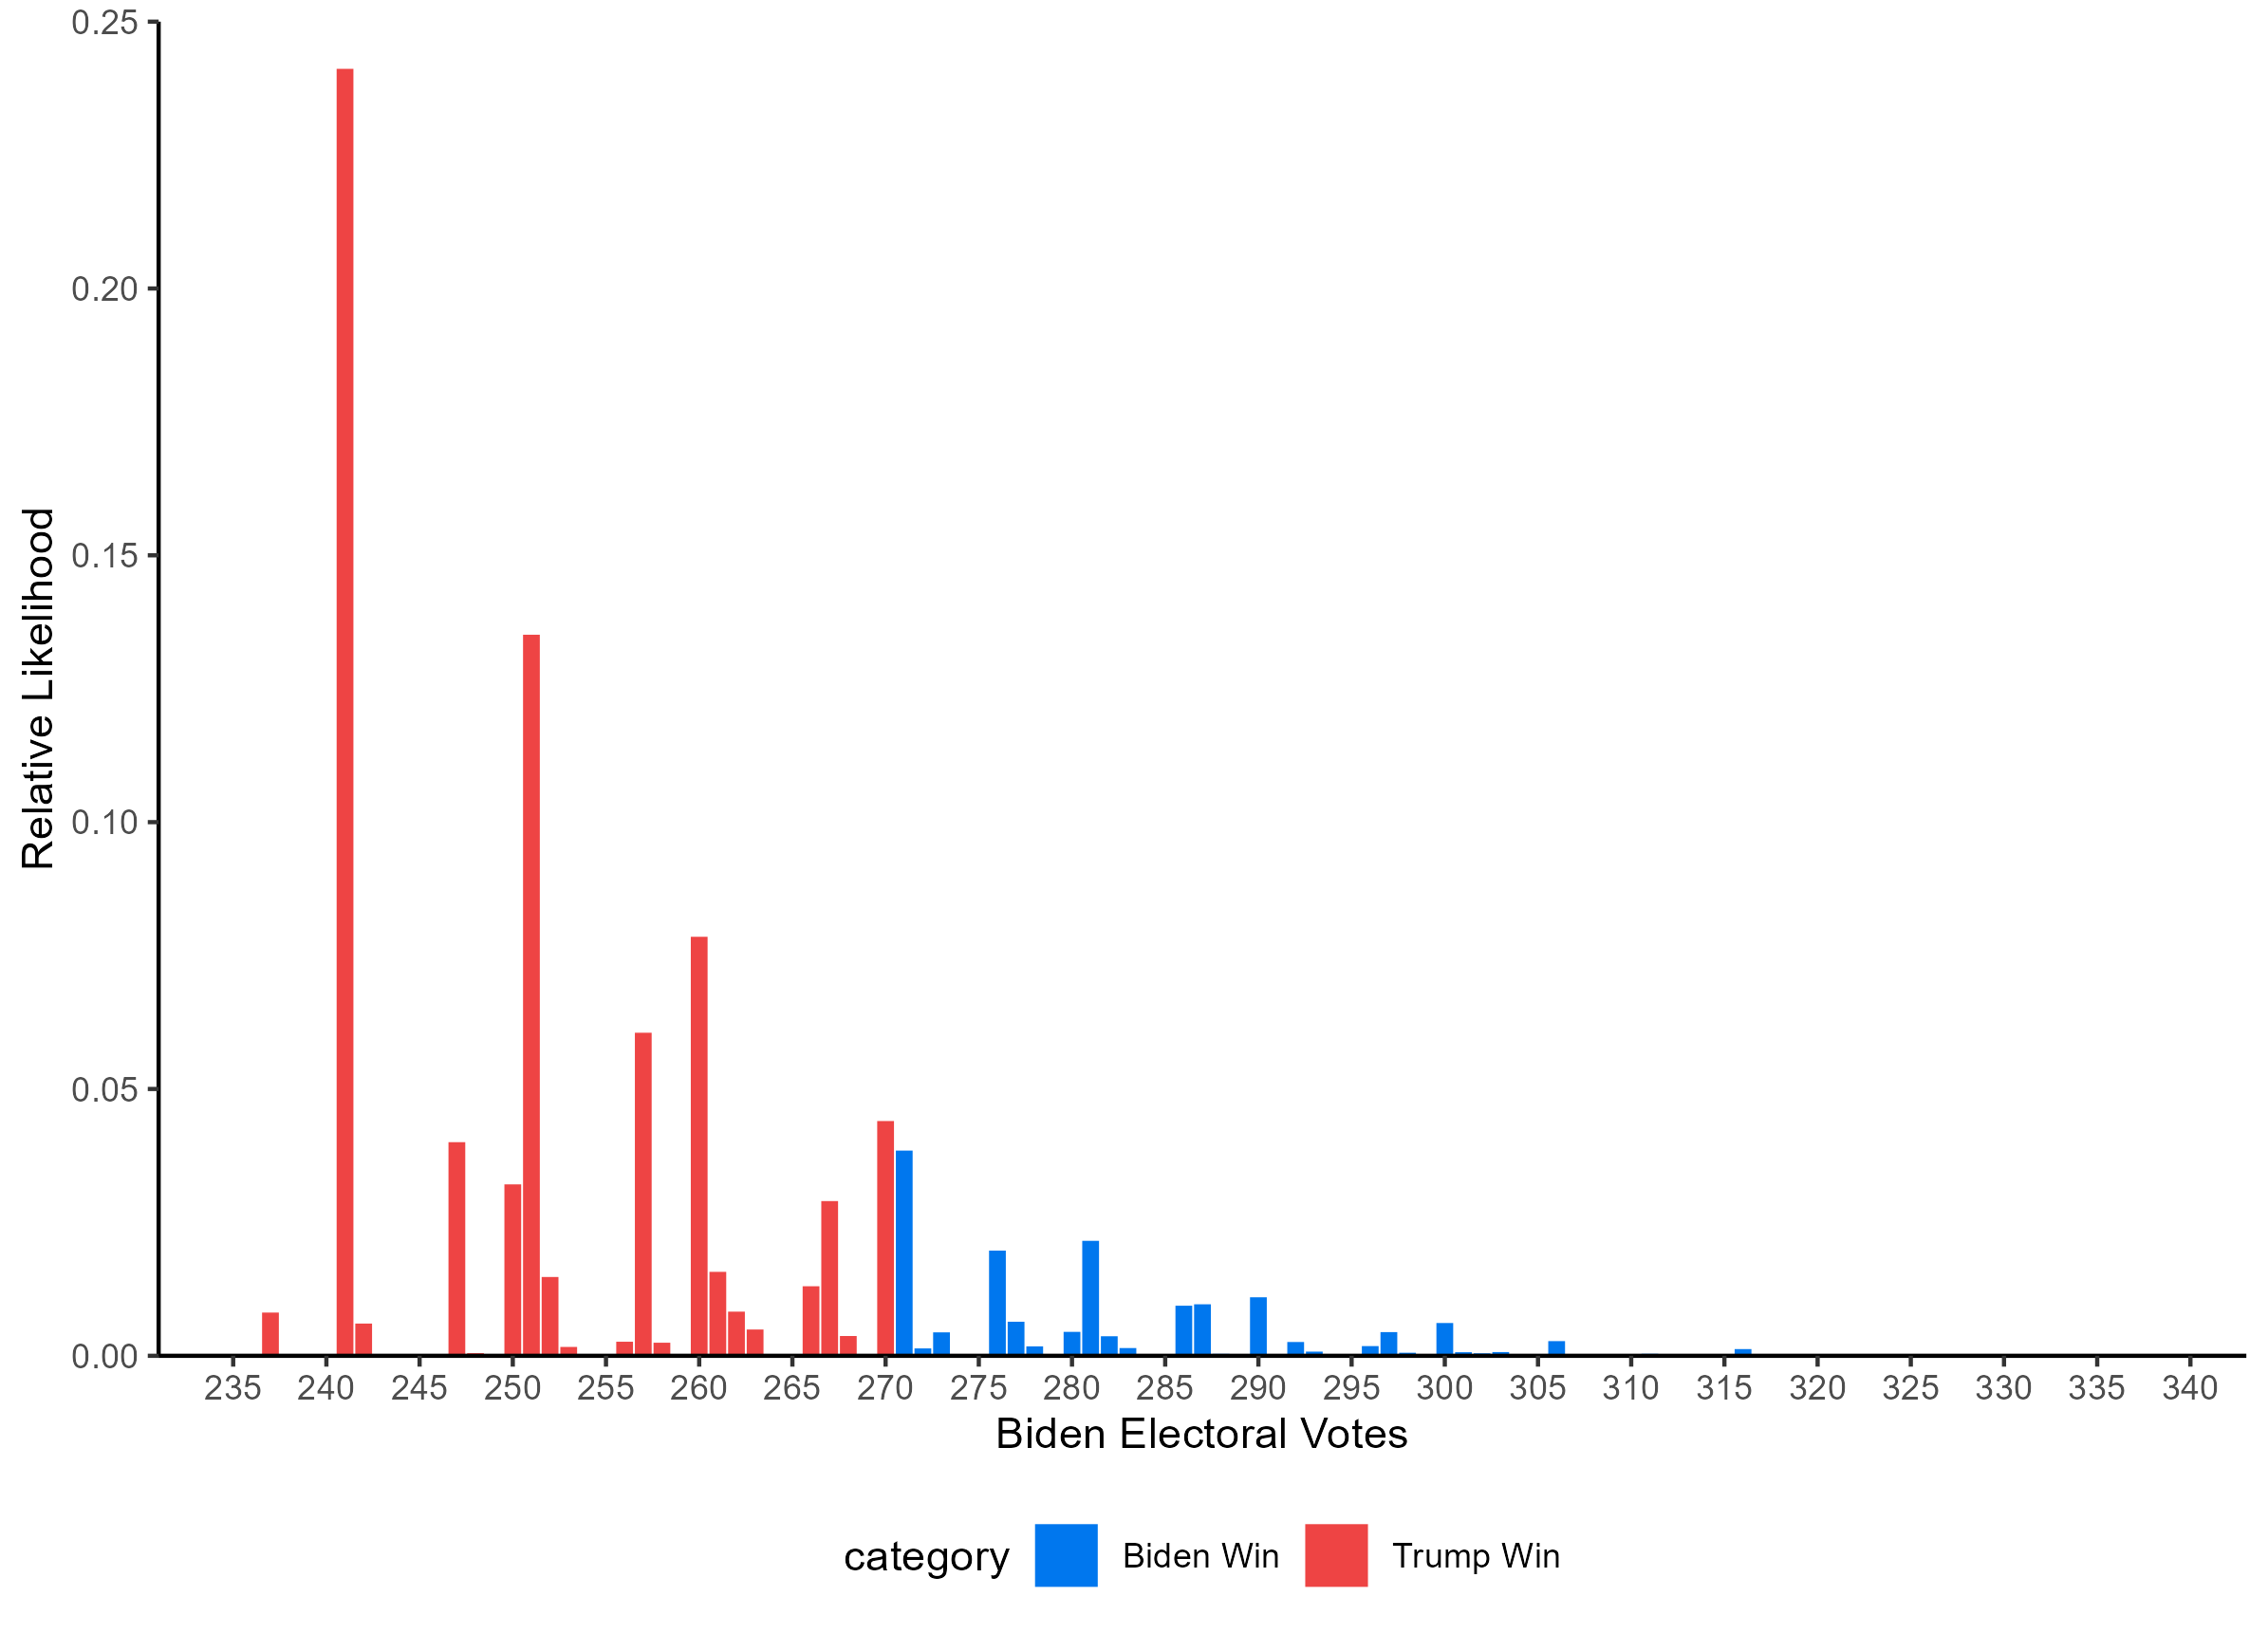 0.25
0.20
0.15
0.10
0.05
0.00
Relative Likelihood
235 240 245 250 255 260 265 270 275 280 285 290 295 300 305 310 315 320 325 330 335 340
Biden Electoral Votes
category Biden Win Trump Win